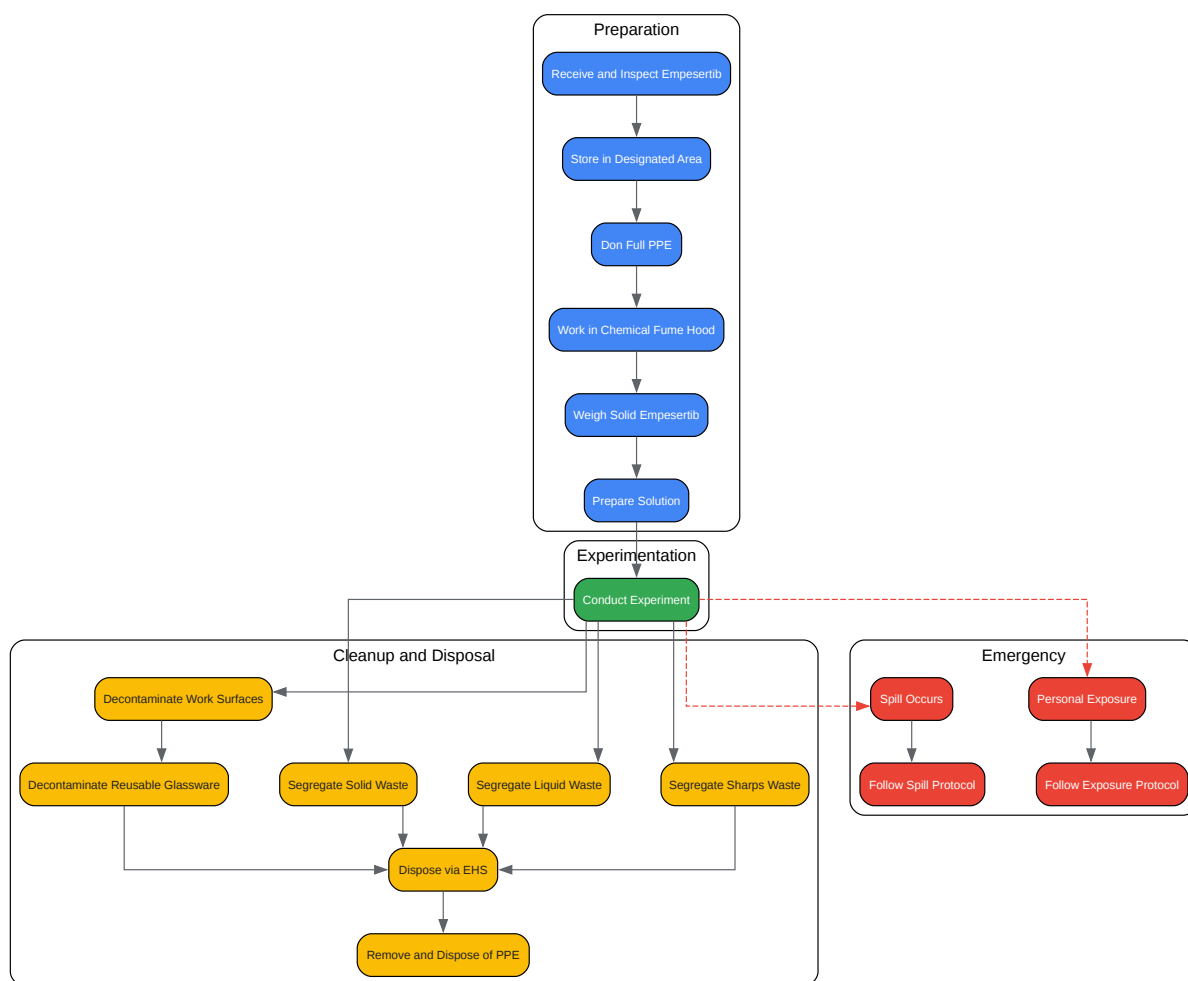 Preparation
Receive and Inspect Empesertib
Store in Designated Area
Don Full PPE
Work in Chemical Fume Hood
Weigh Solid Empesertib
Prepare Solution
Experimentation
Conduct Experiment
Cleanup and Disposal
Decontaminate Work Surfaces
Decontaminate Reusable Glassware
Segregate Solid Waste
Segregate Liquid Waste
Segregate Sharps Waste
Dispose via EHS
Remove and Dispose of PPE
Emergency
Spill Occurs
Personal Exposure
Follow Spill Protocol
Follow Exposure Protocol